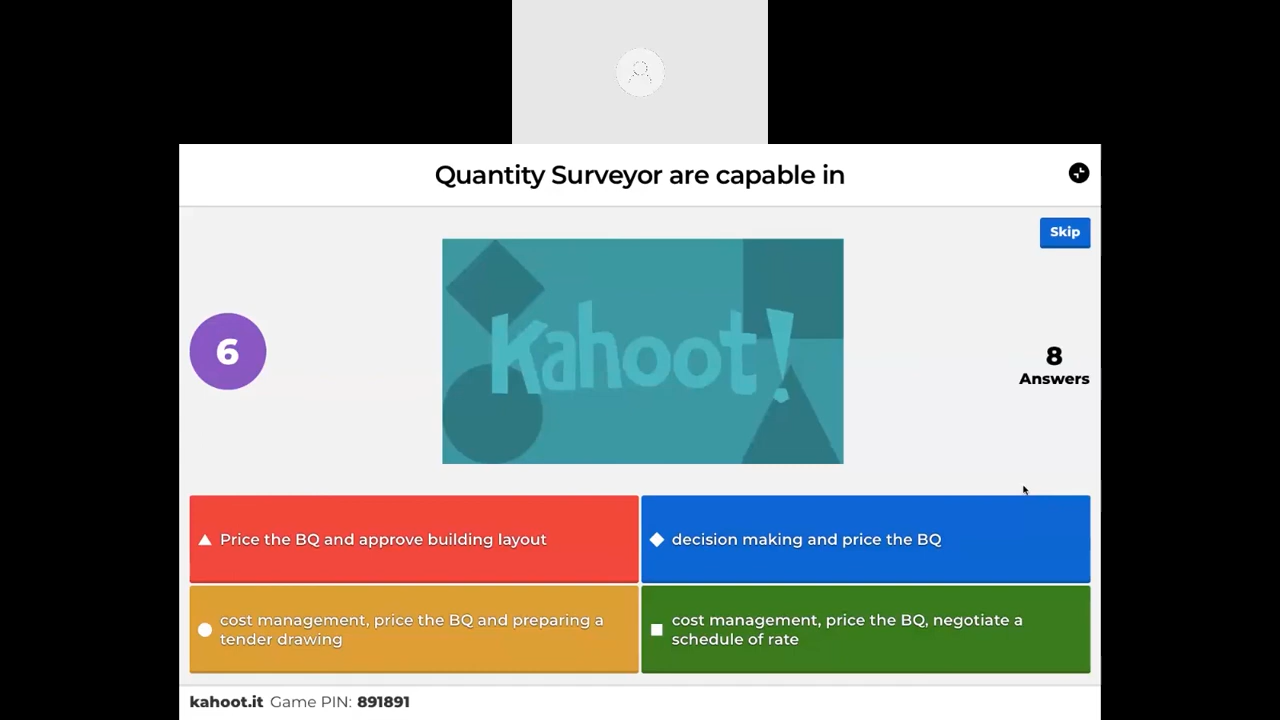 Quantity Surveyor are capable in
Skip
6
Kahoot!
8
Answers
Price the BQ and approve building layout
decision making and price the BQ
cost management, price the BQ and preparing a
tender drawing
cost management, price the BQ, negotiate a
schedule of rate
kahoot.it Game PIN: 891891